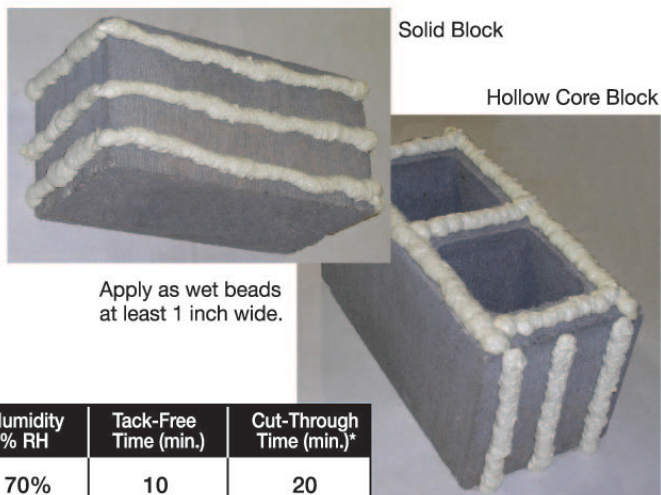 Solid Block
Hollow Core Block
Apply as wet beads
at least 1 inch wide.
% RH
Tack-Free
Time (min.)
Cut-Through
Time (min.)*
70%
10
20